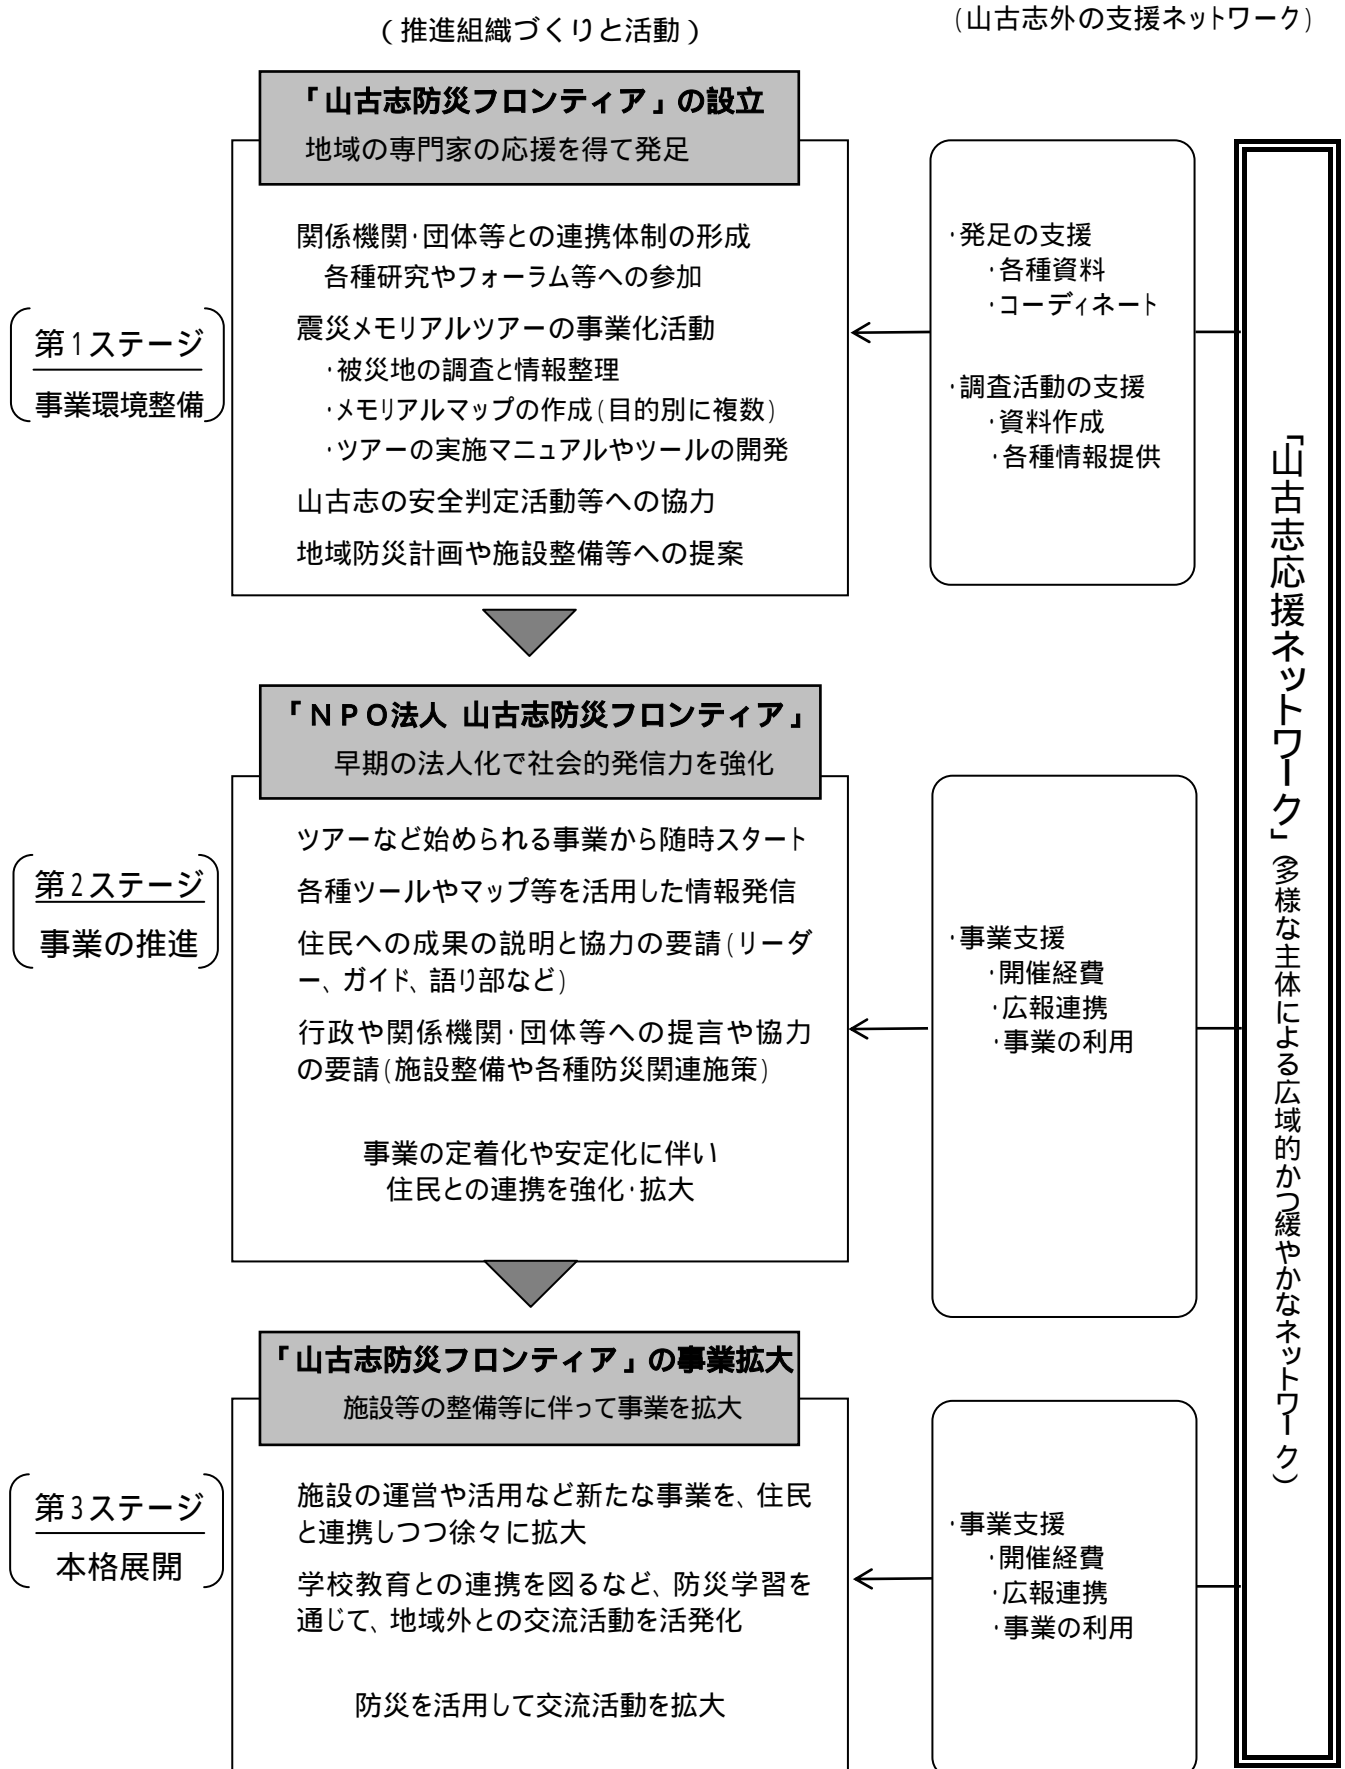 (推進組織づくりと活動)
(山古志外の支援ネットワーク)
「山古志防災フロンティア」の設立
地域の専門家の応援を得て発足
第1ステージ
事業環境整備
関係機関・団体等との連携体制の形成
各種研究やフォーラム等への参加
震災メモリアルツアーの事業化活動
・被災地の調査と情報整理
・メモリアルマップの作成(目的別に複数)
・ツアーの実施マニュアルやツールの開発
山古志の安全判定活動等への協力
地域防災計画や施設整備等への提案
・発足の支援
・各種資料
・コーディネート
・調査活動の支援
・資料作成
・各種情報提供
「NPO法人 山古志防災フロンティア」
早期の法人化で社会的発信力を強化
第2ステージ
事業の推進
ツアーなど始められる事業から随時スタート
各種ツールやマップ等を活用した情報発信
住民への成果の説明と協力の要請(リーダ
ー、ガイド、語り部など)
行政や関係機関・団体等への提言や協力
の要請(施設整備や各種防災関連施策)
事業の定着化や安定化に伴い
住民との連携を強化・拡大
・事業支援
・開催経費
・広報連携
・事業の利用
「山古志防災フロンティア」の事業拡大
施設等の整備等に伴って事業を拡大
第3ステージ
本格展開
施設の運営や活用など新たな事業を、住民
と連携しつつ徐々に拡大
学校教育との連携を図るなど、防災学習を
通じて、地域外との交流活動を活発化
防災を活用して交流活動を拡大
・事業支援
・開催経費
・広報連携
・事業の利用
「山古志応援ネットワーク」(多様な主体による広域的かつ緩やかなネットワーク)